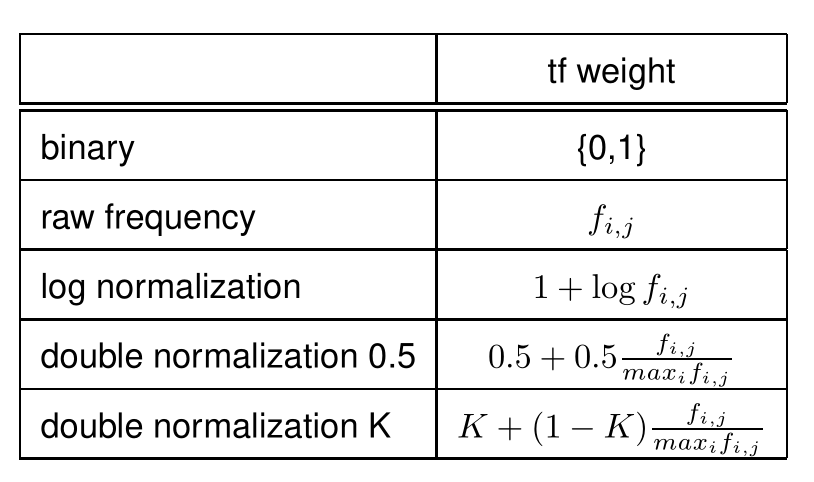 tf weight
binary {0,1}
raw frequency f_{i,j}
log normalization 1 + log f_{i,j}
double normalization 0.5 0.5 + 0.5 \frac{f_{i,j}}{max_i f_{i,j}}
double normalization K K + (1 − K) \frac{f_{i,j}}{max_i f_{i,j}}